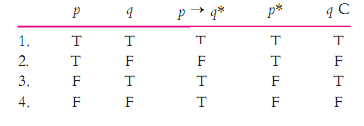 p q p → q* p* q C
1. T T T T T
2. T F F T F
3. F T T F T
4. F F T F F